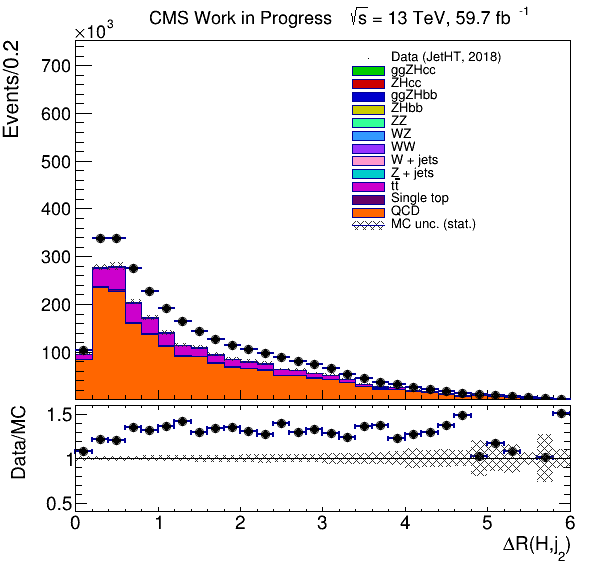 CMS Work in Progress √s = 13 TeV, 59.7 fb⁻¹
×10³
Events/0.2
700
600
500
400
300
200
100
Data (JetHT, 2018)
ggZHcc
ZHcc
ggZHbb
ZHbb
ZZ
WZ
WW
W + jets
Z + jets
tt̅
Single top
QCD
MC unc. (stat.)
Data/MC
1.5
1
0.5
0 1 2 3 4 5 6
ΔR(H,j₂)